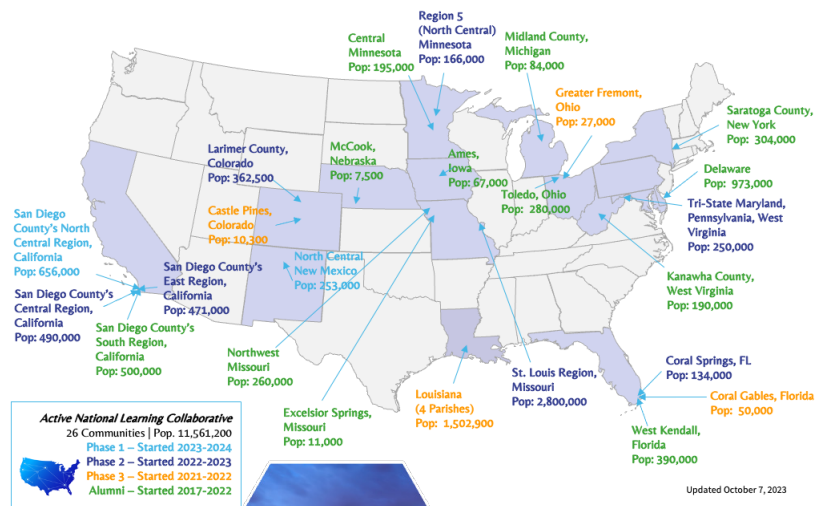 Region 5
(North Central)
Minnesota
Pop: 166,000
Central
Minnesota
Pop: 195,000
Midland County,
Michigan
Pop: 84,000
Greater Fremont,
Ohio
Pop: 27,000
Saratoga County,
New York
Pop: 304,000
Larimer County,
Colorado
Pop: 362,500
McCook,
Nebraska
Pop: 7,500
Ames,
Iowa
Pop: 67,000
Toledo, Ohio
Pop: 280,000
Delaware
Pop: 973,000
Tri-State Maryland,
Pennsylvania, West
Virginia
Pop: 250,000
Castle Pines,
Colorado
Pop: 10,300
San Diego
County's North
Central Region,
California
Pop: 656,000
San Diego County's
East Region,
California
Pop: 471,000
North Central
New Mexico
Pop: 253,000
Kanawha County,
West Virginia
Pop: 190,000
San Diego County's
Central Region,
California
Pop: 490,000
San Diego County's
South Region,
California
Pop: 500,000
Northwest
Missouri
Pop: 260,000
Excelsior Springs,
Missouri
Pop: 11,000
Louisiana
(4 Parishes)
Pop: 1,502,900
St. Louis Region,
Missouri
Pop: 2,800,000
Coral Springs, FL
Pop: 134,000
Coral Gables, Florida
Pop: 50,000
West Kendall,
Florida
Pop: 390,000
Active National Learning Collaborative
26 Communities | Pop. 11,561,200
Phase 1 – Started 2023-2024
Phase 2 – Started 2022-2023
Phase 3 – Started 2021-2022
Alumni – Started 2017-2022
Updated October 7, 2023